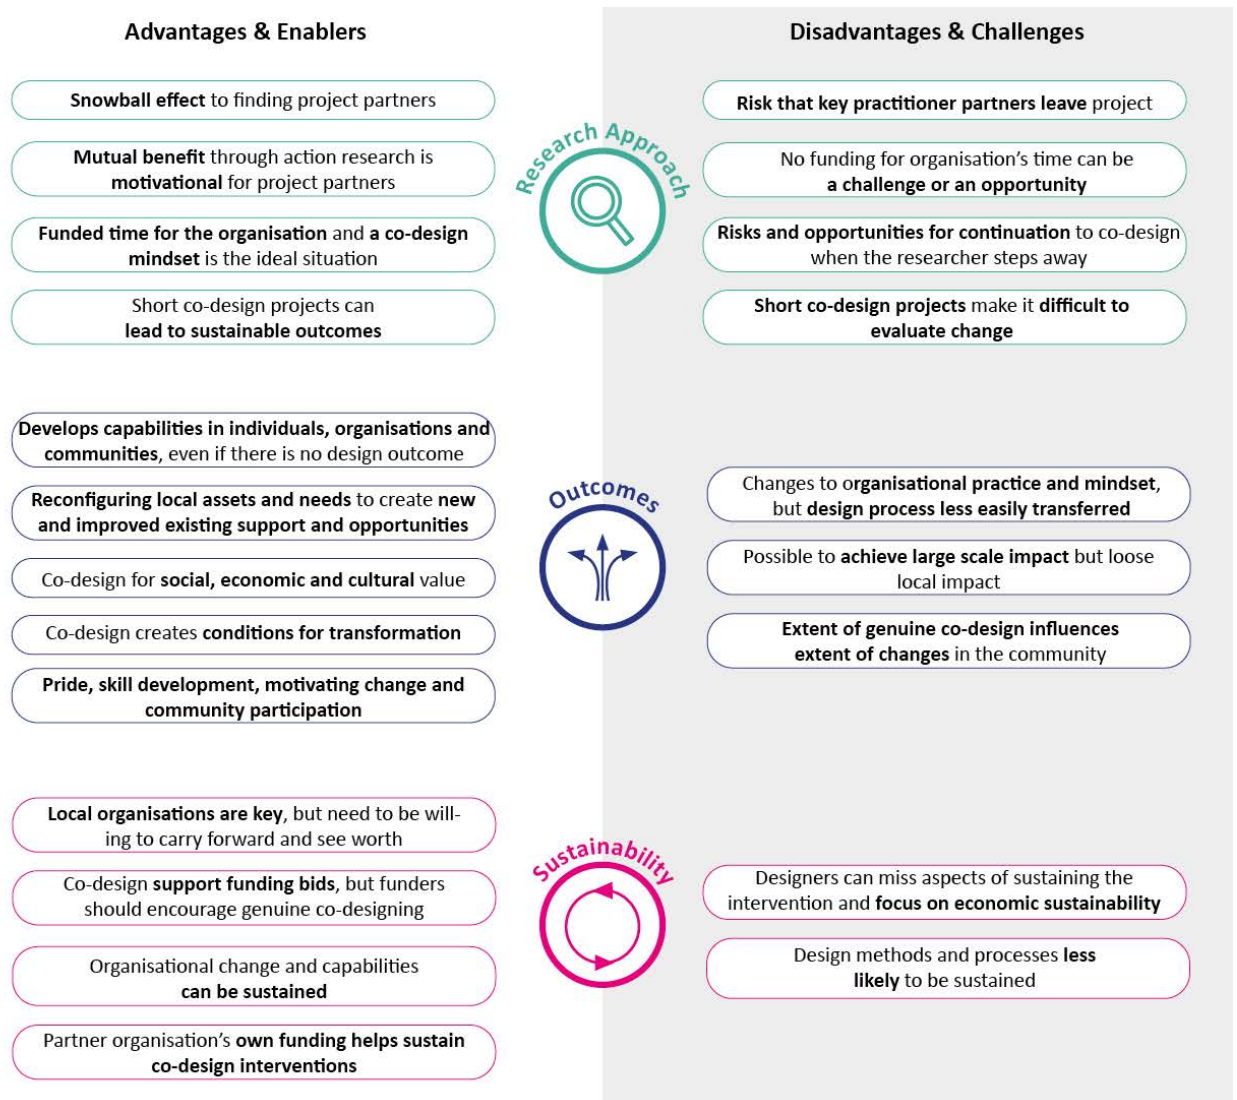 Advantages & Enablers
Disadvantages & Challenges
Research Approach
Snowball effect to finding project partners
Mutual benefit through action research is
motivational for project partners
Funded time for the organisation and a co-design
mindset is the ideal situation
Short co-design projects can
lead to sustainable outcomes
Risk that key practitioner partners leave project
No funding for organisation's time can be
a challenge or an opportunity
Risks and opportunities for continuation to co-design
when the researcher steps away
Short co-design projects make it difficult to
evaluate change
Outcomes
Develops capabilities in individuals, organisations and
communities, even if there is no design outcome
Reconfiguring local assets and needs to create new
and improved existing support and opportunities
Co-design for social, economic and cultural value
Co-design creates conditions for transformation
Pride, skill development, motivating change and
community participation
Changes to organisational practice and mindset,
but design process less easily transferred
Possible to achieve large scale impact but loose
local impact
Extent of genuine co-design influences
extent of changes in the community
Sustainability
Local organisations are key, but need to be will-
ing to carry forward and see worth
Co-design support funding bids, but funders
should encourage genuine co-designing
Organisational change and capabilities
can be sustained
Partner organisation's own funding helps sustain
co-design interventions
Designers can miss aspects of sustaining the
intervention and focus on economic sustainability
Design methods and processes less
likely to be sustained